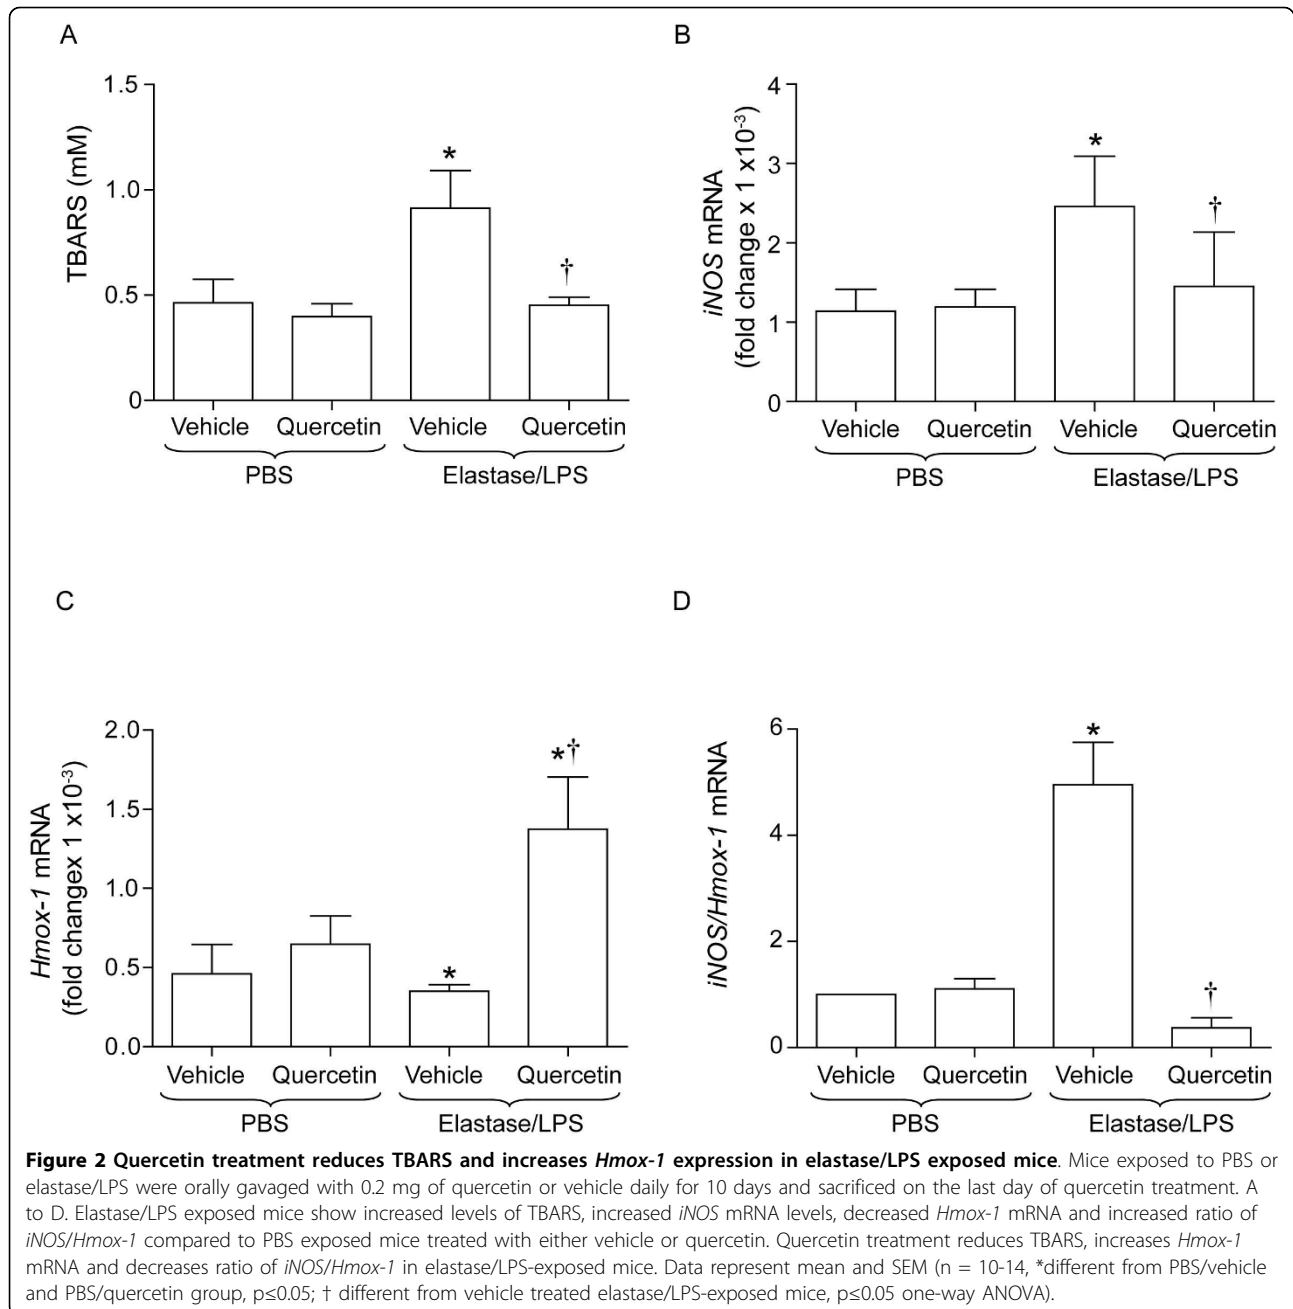 A
1.5
1.0
0.5
0
TBARS (mM)
*
†
Vehicle Quercetin Vehicle Quercetin
PBS Elastase/LPS
B
4
3
2
1
0
iNOS mRNA
(fold change x 1 x10-3)
*
†
Vehicle Quercetin Vehicle Quercetin
PBS Elastase/LPS
C
2.0
1.5
1.0
0.5
0.0
Hmox-1 mRNA
(fold changex 1 x10-3)
*
*†
Vehicle Quercetin Vehicle Quercetin
PBS Elastase/LPS
D
6
4
2
0
iNOS/Hmox-1 mRNA
*
†
Vehicle Quercetin Vehicle Quercetin
PBS Elastase/LPS
Figure 2 Quercetin treatment reduces TBARS and increases Hmox-1 expression in elastase/LPS exposed mice. Mice exposed to PBS or
elastase/LPS were orally gavaged with 0.2 mg of quercetin or vehicle daily for 10 days and sacrificed on the last day of quercetin treatment. A
to D. Elastase/LPS exposed mice show increased levels of TBARS, increased iNOS mRNA levels, decreased Hmox-1 mRNA and increased ratio of
iNOS/Hmox-1 compared to PBS exposed mice treated with either vehicle or quercetin. Quercetin treatment reduces TBARS, increases Hmox-1
mRNA and decreases ratio of iNOS/Hmox-1 in elastase/LPS-exposed mice. Data represent mean and SEM (n = 10-14, *different from PBS/vehicle
and PBS/quercetin group, p≤0.05; † different from vehicle treated elastase/LPS-exposed mice, p≤0.05 one-way ANOVA).